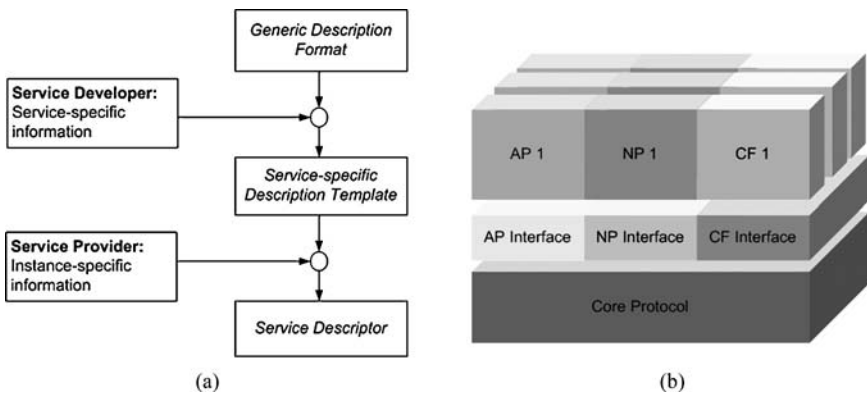 Generic Description
Format
Service Developer:
Service-specific
information
Service-specific
Description Template
Service Provider:
Instance-specific
information
Service Descriptor
(a)
AP 1
NP 1
CF 1
AP Interface
NP Interface
CF Interface
Core Protocol
(b)